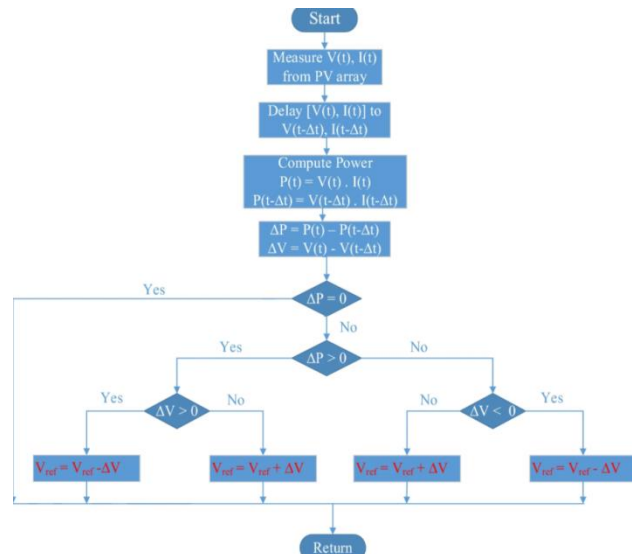 Start
Measure V(t), I(t)
from PV array
Delay [V(t), I(t)] to
V(t-Δt), I(t-Δt)
Compute Power
P(t) = V(t) . I(t)
P(t-Δt) = V(t-Δt) . I(t-Δt)
ΔP = P(t) – P(t-Δt)
ΔV = V(t) - V(t-Δt)
Yes
ΔP = 0
No
Yes
ΔP > 0
No
Yes
ΔV > 0
No
No
ΔV < 0
Yes
Vref = Vref -ΔV
Vref = Vref + ΔV
Vref = Vref + ΔV
Vref = Vref - ΔV
Return